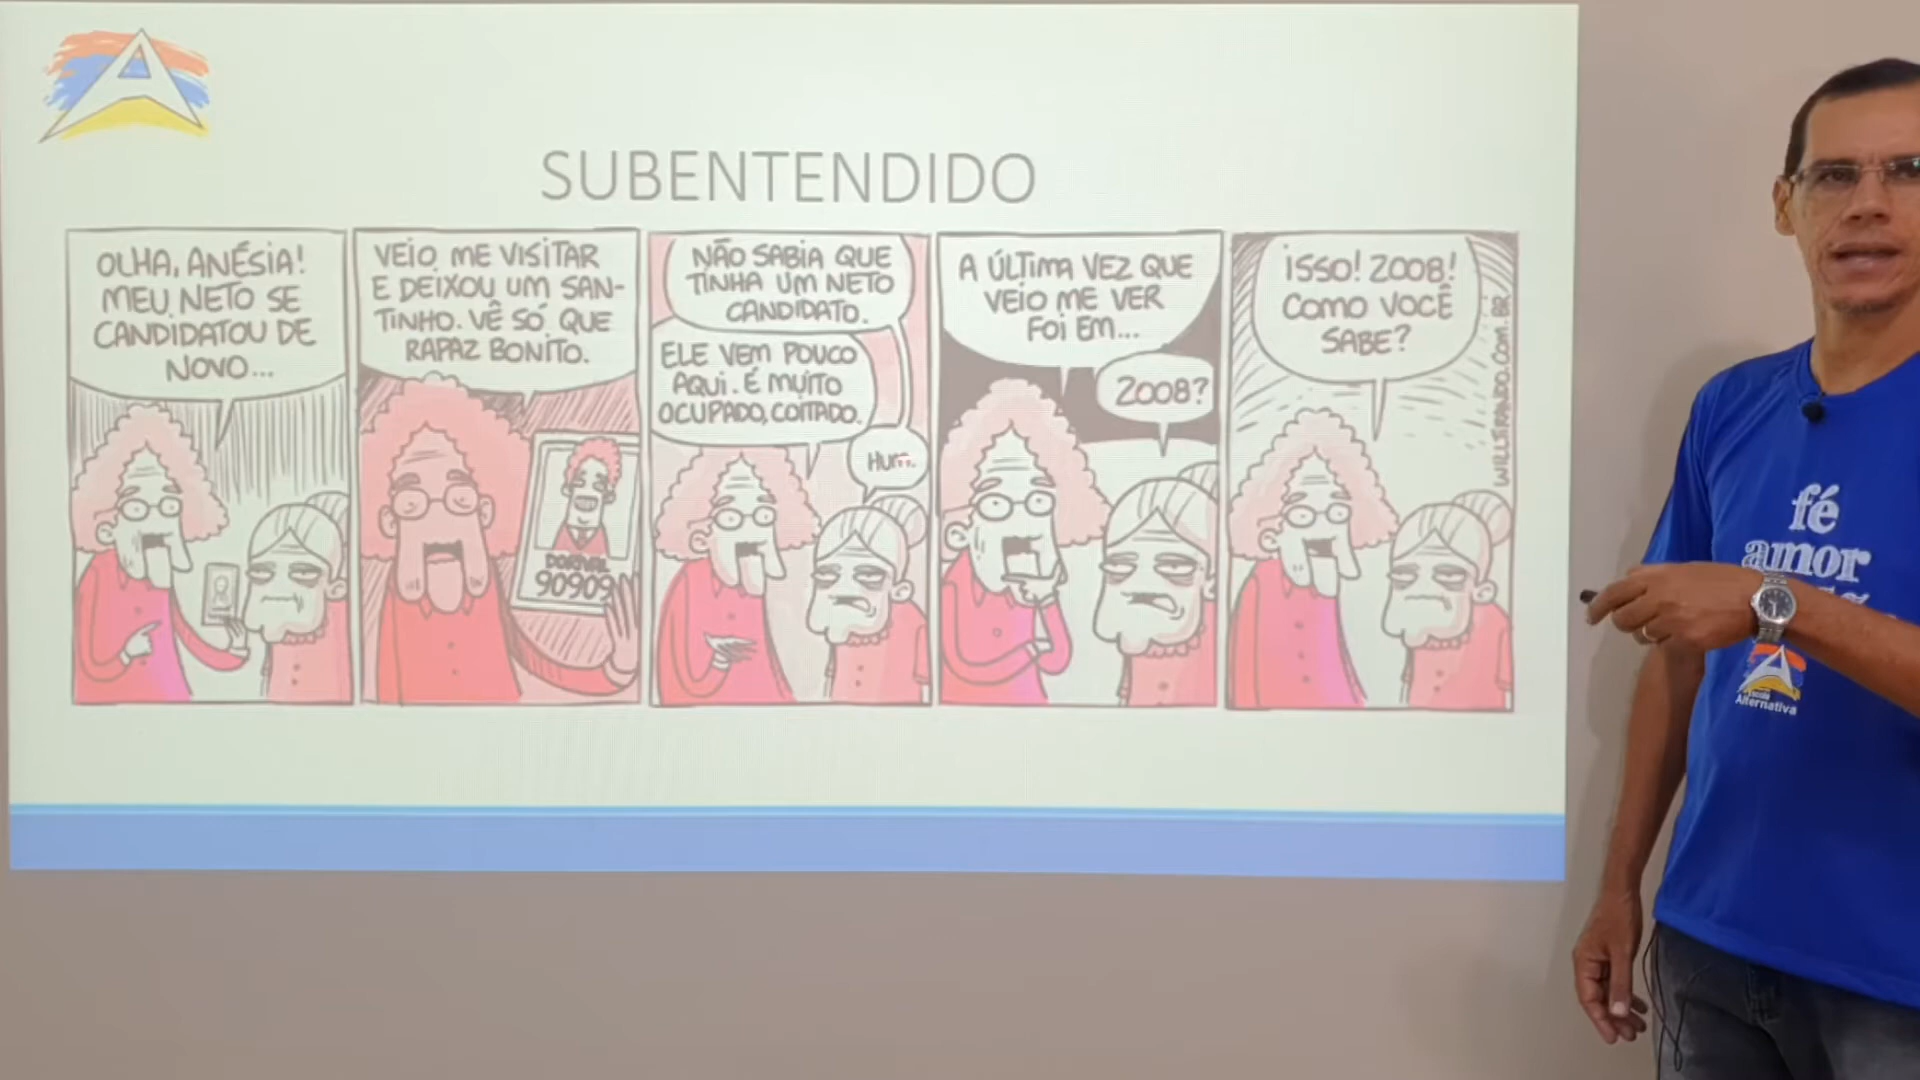 SUBENTENDIDO
OLHA, ANÉSIA!
MEU NETO SE
CANDIDATOU DE
NOVO...
VEIO ME VISITAR
E DEIXOU UM SAN-
TINHO. VÊ SÓ QUE
RAPAZ BONITO.
DORIVAL
90909
NÃO SABIA QUE
TINHA UM NETO
CANDIDATO.
ELE VEM POUCO
AQUI. É MUITO
OCUPADO, COITADO.
HUM.
A ÚLTIMA VEZ QUE
VEIO ME VER
FOI EM...
2008?
ISSO! 2008!
COMO VOCÊ
SABE?
WILLTIRANDO.COM.BR
fé
amor
Alternativa